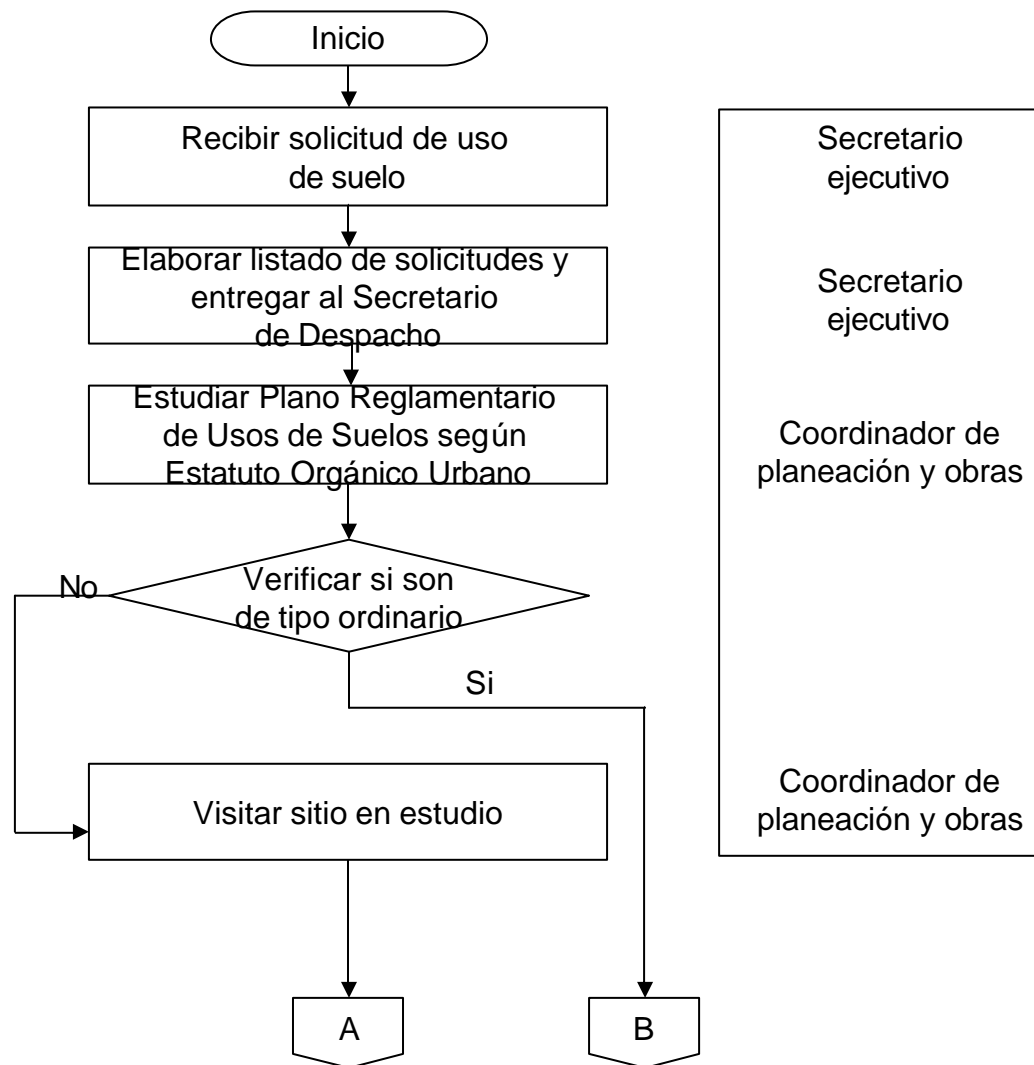 Inicio
Recibir solicitud de uso
de suelo
Secretario
ejecutivo
Elaborar listado de solicitudes y
entregar al Secretario
de Despacho
Secretario
ejecutivo
Estudiar Plano Reglamentario
de Usos de Suelos según
Estatuto Orgánico Urbano
Coordinador de
planeación y obras
Verificar si son
de tipo ordinario
No
Si
Visitar sitio en estudio
Coordinador de
planeación y obras
A
B